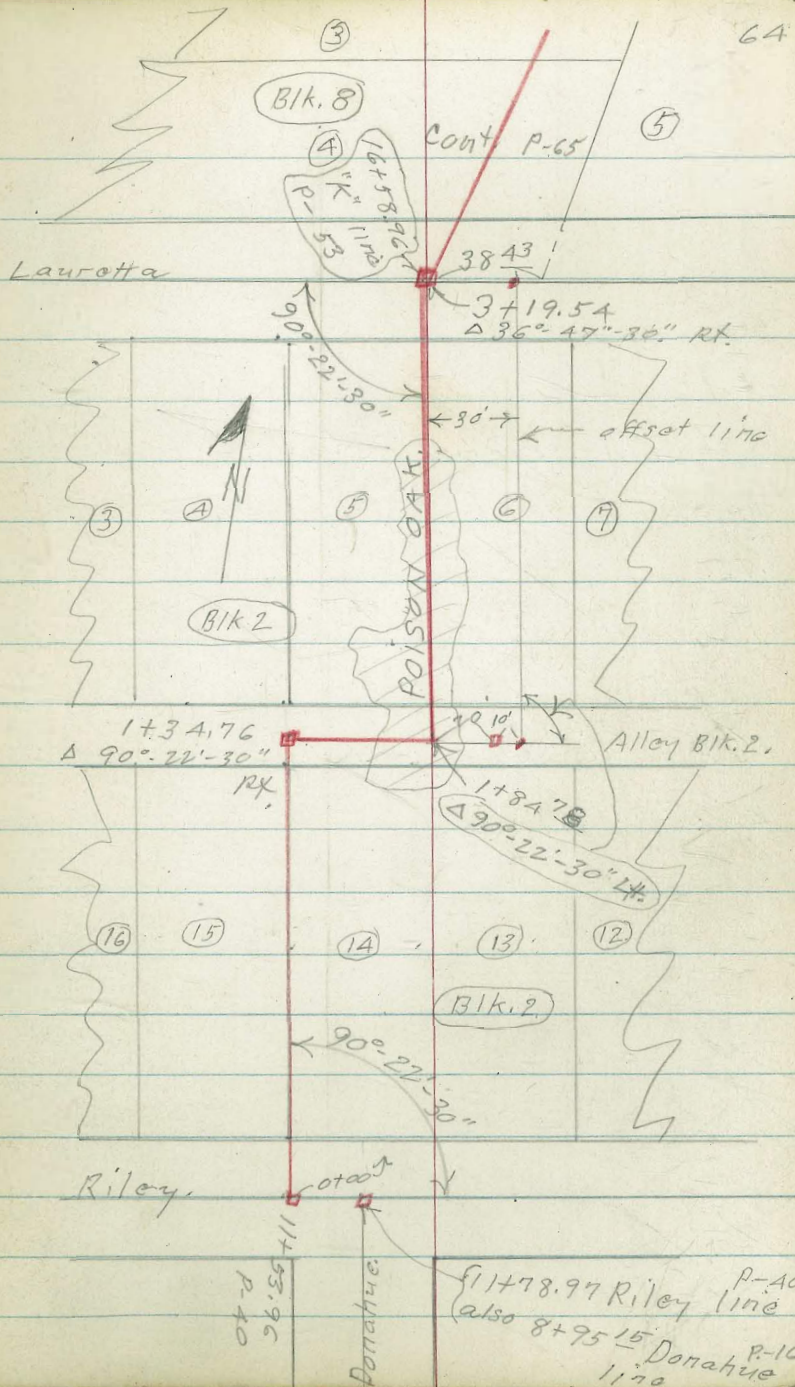 64
③
Blk. 8
④
⑤
Cont. P-65
16+58.96
"K" line
P-53
Lauretta
38 43
3+19.54
Δ 36°-47"-30" Rt.
90°-22'-30"
30'
offset line
N
③
④
⑤
POISON OAK
⑥
⑦
Blk 2
1+34.76
Δ 90°-22'-30"
Rt.
10'
Alley Blk. 2.
1+84 78
Δ 90°-22'-30" Lt.
16
15
14
13
12
Blk. 2
90°-22'-30"
Riley.
0+00
11+53.96
P-40
Donahue
11+78.97 Riley line P-40
also 8+95 15 Donahue line P-10